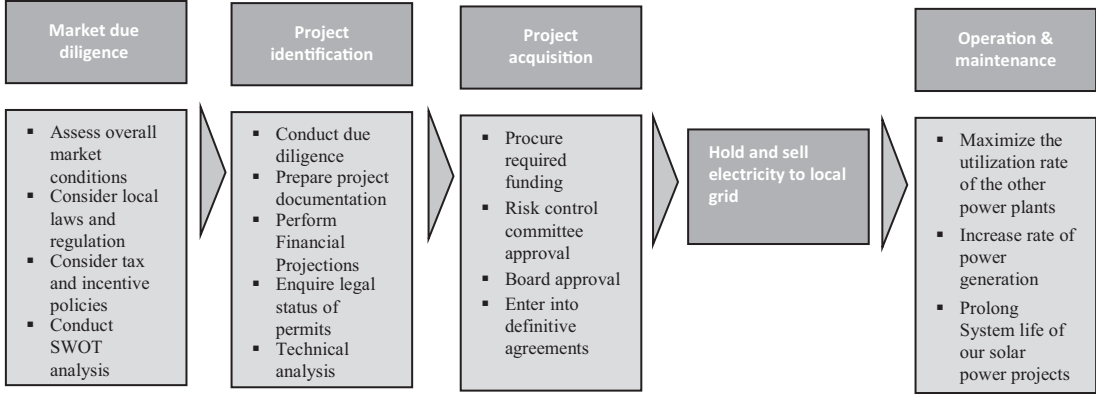 Market due
diligence
Project
identification
Project
acquisition
Operation &
maintenance
▪ Assess overall
market
conditions
▪ Consider local
laws and
regulation
▪ Consider tax
and incentive
policies
▪ Conduct
SWOT
analysis
▪ Conduct due
diligence
▪ Prepare project
documentation
▪ Perform
Financial
Projections
▪ Enquire legal
status of
permits
▪ Technical
analysis
▪ Procure
required
funding
▪ Risk control
committee
approval
▪ Board approval
▪ Enter into
definitive
agreements
Hold and sell
electricity to local
grid
▪ Maximize the
utilization rate
of the other
power plants
▪ Increase rate of
power
generation
▪ Prolong
System life of
our solar
power projects